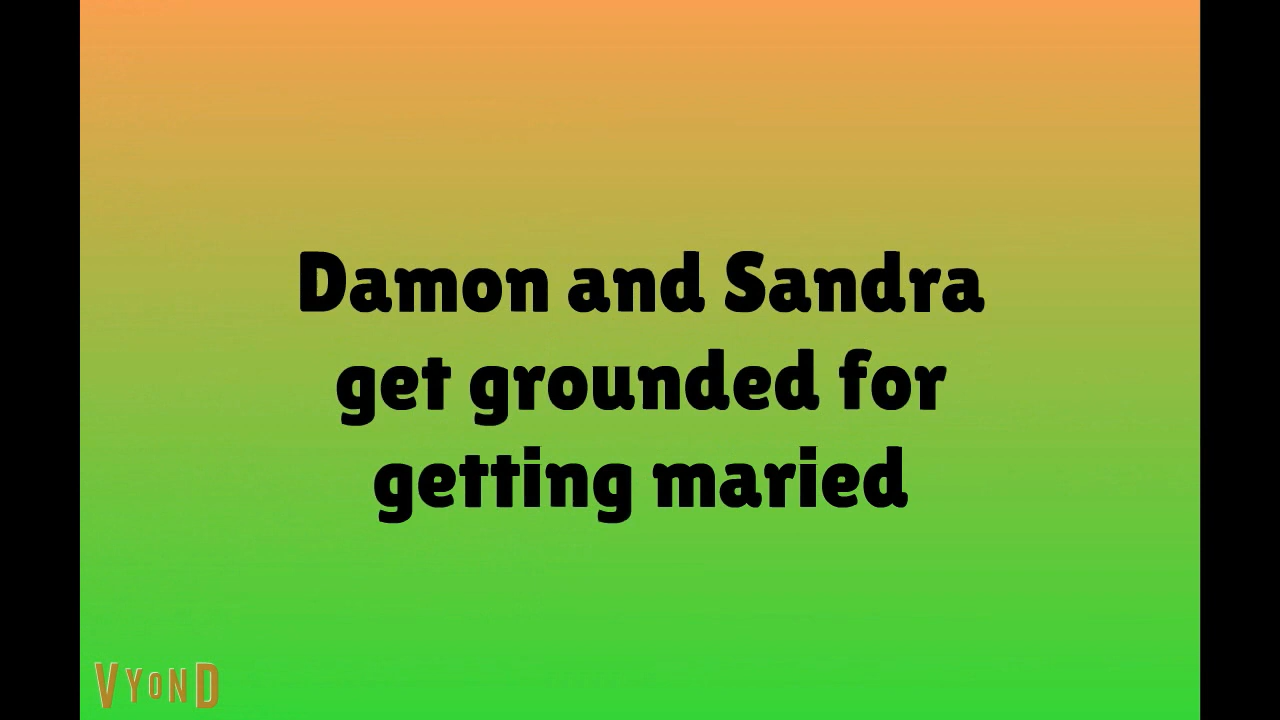 Damon and Sandra
get grounded for
getting maried
VYOND